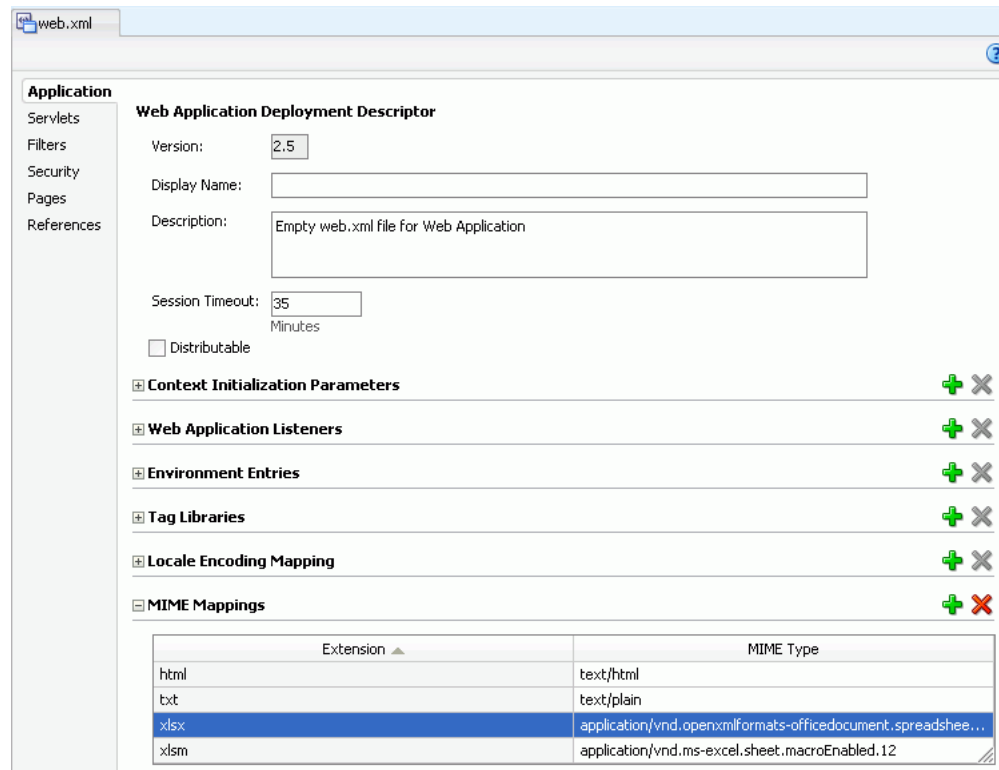 web.xml
Application
Servlets
Filters
Security
Pages
References
Web Application Deployment Descriptor
Version: 2.5
Display Name:
Description: Empty web.xml file for Web Application
Session Timeout: 35
Minutes
Distributable
Context Initialization Parameters
Web Application Listeners
Environment Entries
Tag Libraries
Locale Encoding Mapping
MIME Mappings
Extension MIME Type
html text/html
txt text/plain
xlsx application/vnd.openxmlformats-officedocument.spreadshee...
xlsm application/vnd.ms-excel.sheet.macroEnabled.12